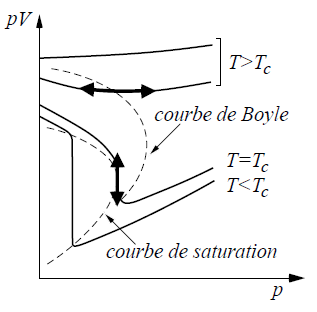 pV
T>Tc
courbe de Boyle
T=Tc
T<Tc
courbe de saturation
p